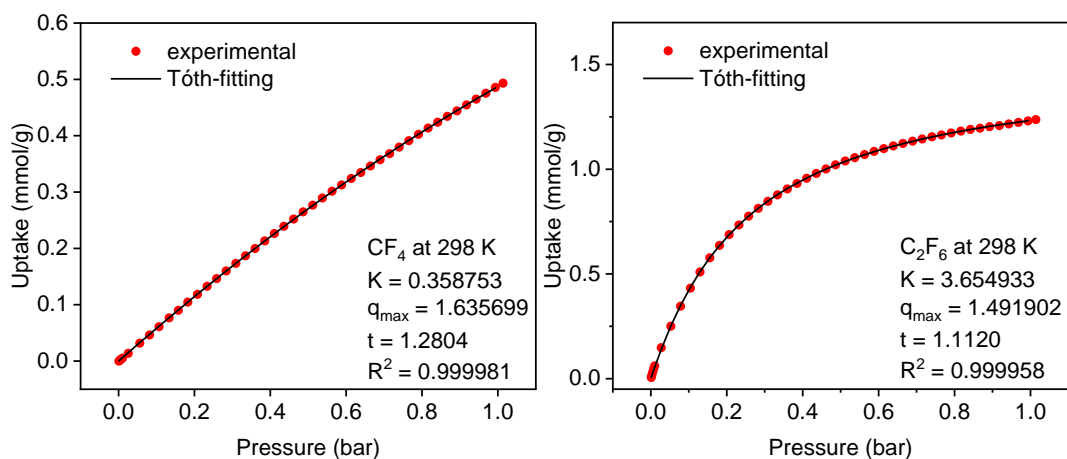 0.6
0.5
0.4
0.3
0.2
0.1
0.0
Uptake (mmol/g)
experimental
Tóth-fitting
CF₄ at 298 K
K = 0.358753
qₘₐₓ = 1.635699
t = 1.2804
R² = 0.999981
0.0 0.2 0.4 0.6 0.8 1.0
Pressure (bar)
1.5
1.0
0.5
0.0
Uptake (mmol/g)
experimental
Tóth-fitting
C₂F₆ at 298 K
K = 3.654933
qₘₐₓ = 1.491902
t = 1.1120
R² = 0.999958
0.0 0.2 0.4 0.6 0.8 1.0
Pressure (bar)